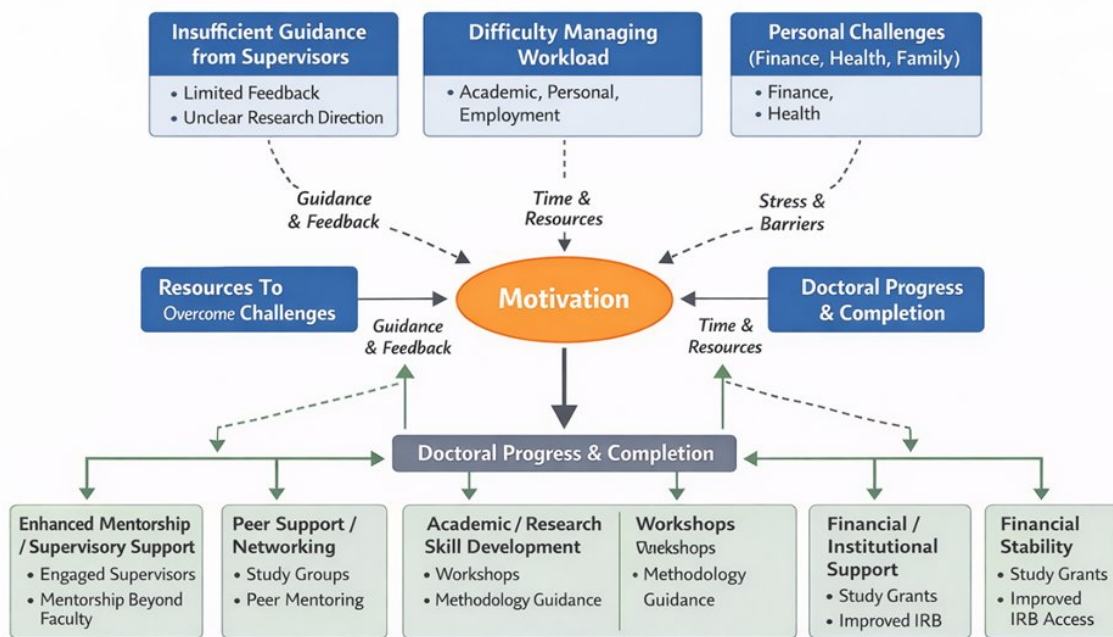 Insufficient Guidance
from Supervisors
• Limited Feedback
• Unclear Research Direction
Difficulty Managing
Workload
• Academic, Personal,
Employment
Personal Challenges
(Finance, Health, Family)
• Finance,
• Health
Guidance
& Feedback
Time &
Resources
Stress &
Barriers
Resources To
Overcome Challenges
Motivation
Doctoral Progress
& Completion
Guidance
& Feedback
Time &
Resources
Doctoral Progress & Completion
Enhanced Mentorship
/ Supervisory Support
• Engaged Supervisors
• Mentorship Beyond
Faculty
Peer Support /
Networking
• Study Groups
• Peer Mentoring
Academic / Research
Skill Development
• Workshops
• Methodology Guidance
Workshops
• Methodology
Guidance
Financial /
Institutional
Support
• Study Grants
• Improved IRB
Financial
Stability
• Study Grants
• Improved
IRB Access